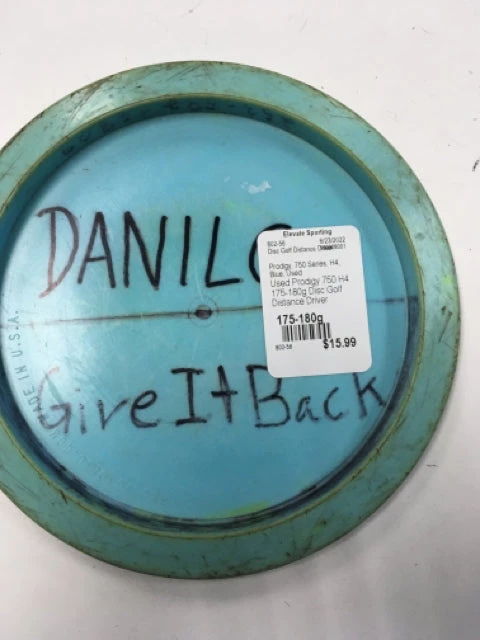 DANILO
Give It Back
MADE IN U.S.A.
Elevate Sporting
802-56 8/23/2022
Disc Golf Distance
Prodigy, 750 Series, H4,
Blue, Used
Used Prodigy 750 H4
175-180g Disc Golf
Distance Driver
175-180g
802-56 $15.99